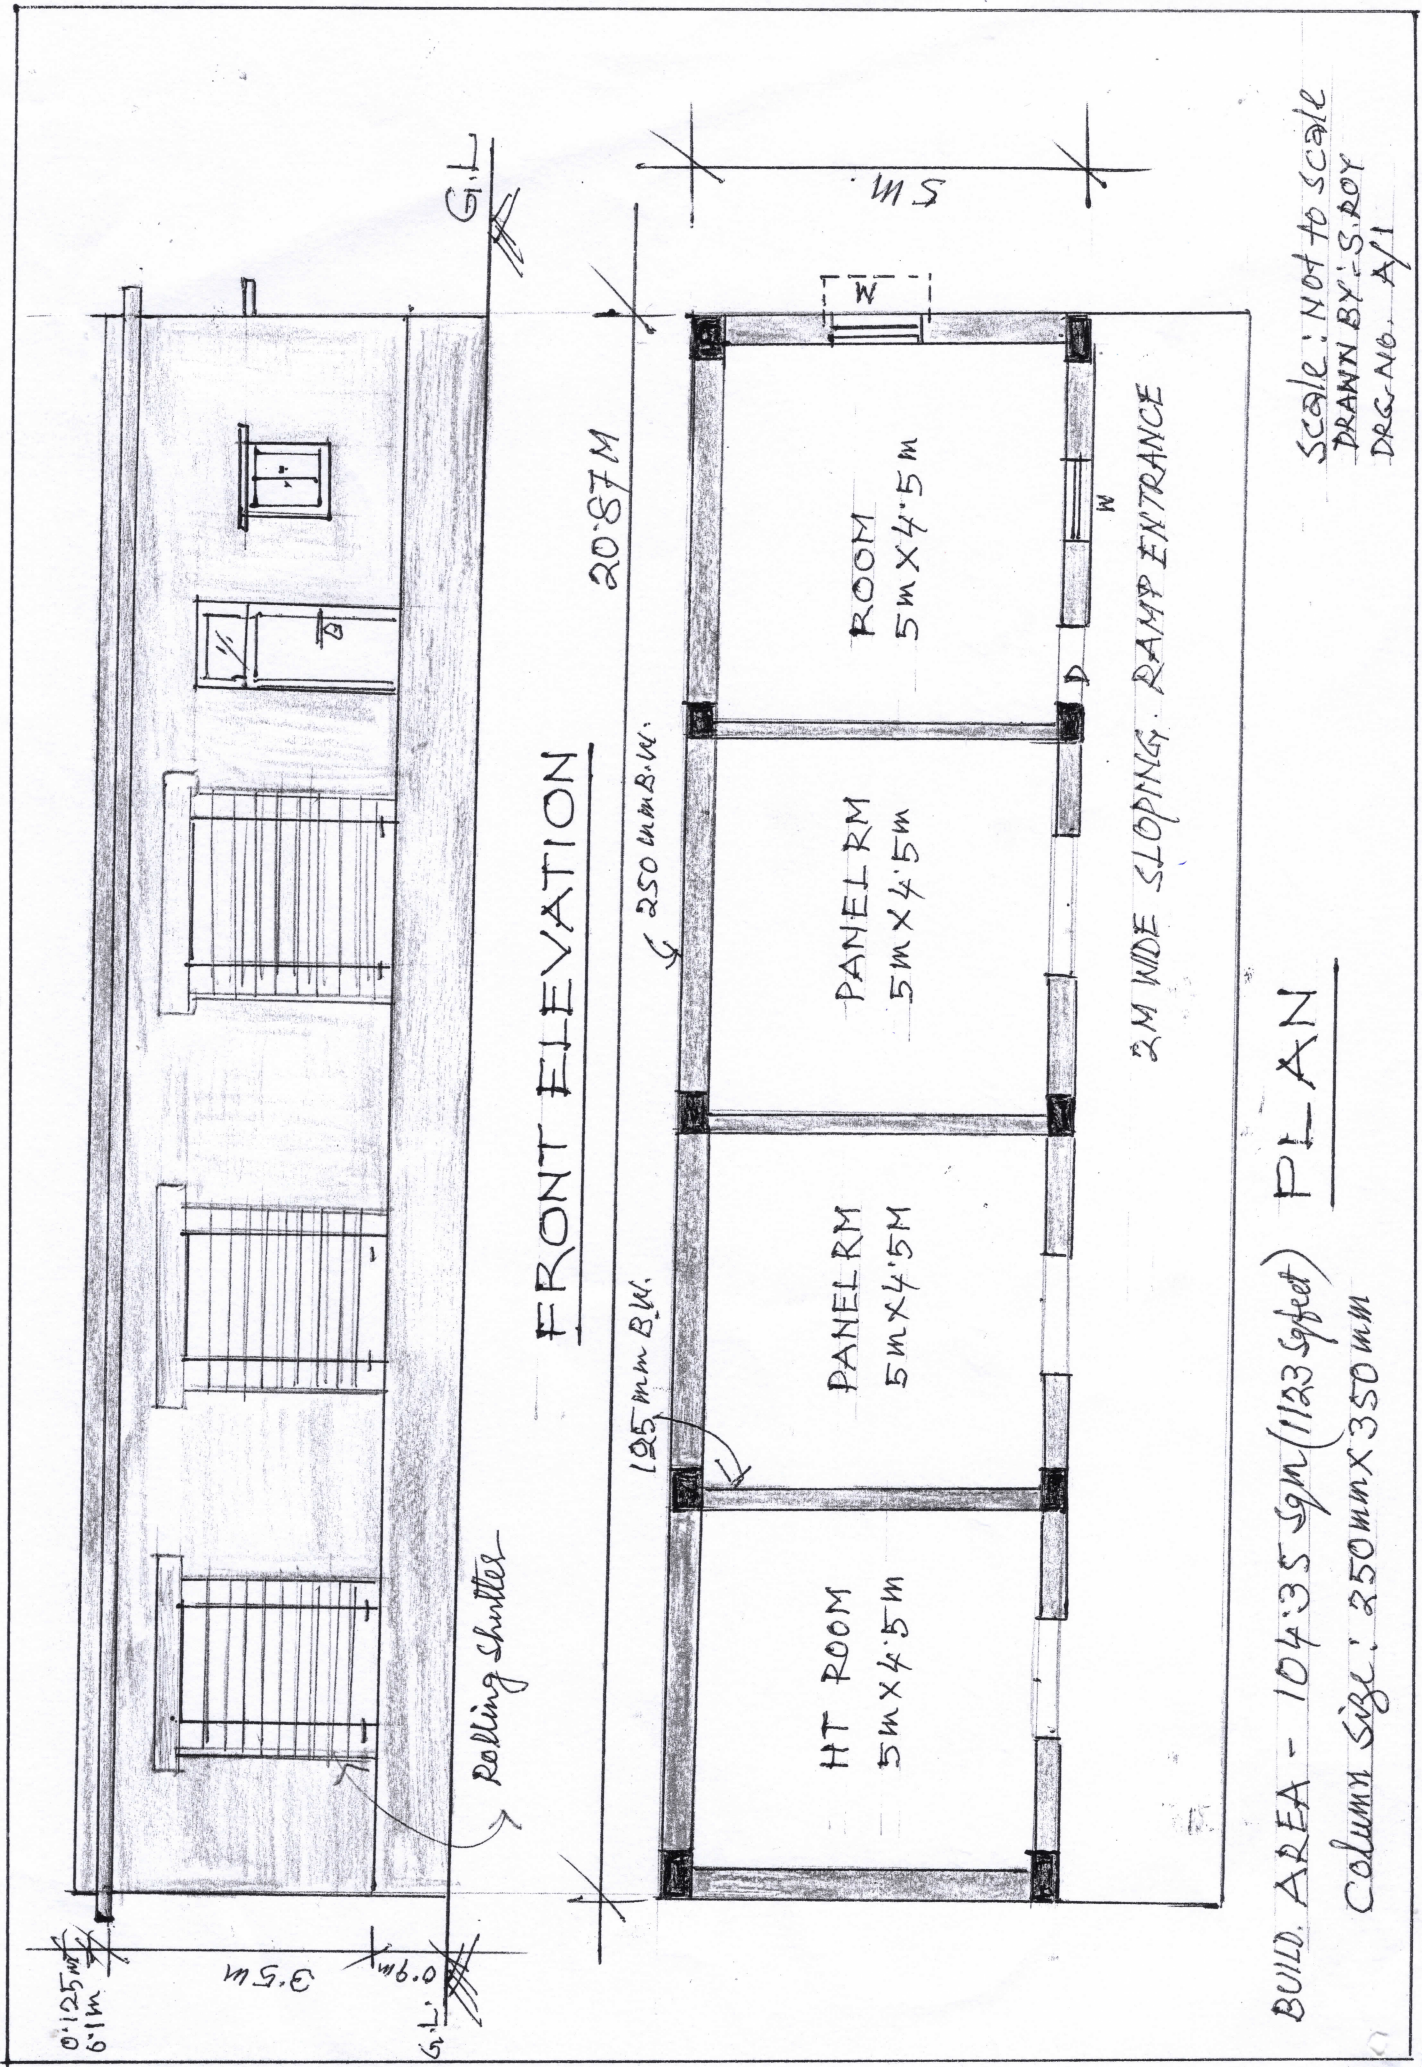 0.125m
0.1m
3.5m
0.9m
G.L.
G.L
Rolling Shutter
FRONT ELEVATION
20.87M
125mm B.W.
250mm B.W.
5m
HT ROOM
5m X 4.5m
PANEL RM
5m X 4.5M
PANEL RM
5m X 4.5m
ROOM
5m X 4.5m
W
D
W
2M WIDE SLOPING. RAMP ENTRANCE
BUILD. AREA - 104.35 Sqm (1123 Sqfeet)
PLAN
Column Size: 250mm X 350mm
Scale: Not to scale
DRAWN BY:- S.ROY
DRG-No. A/1